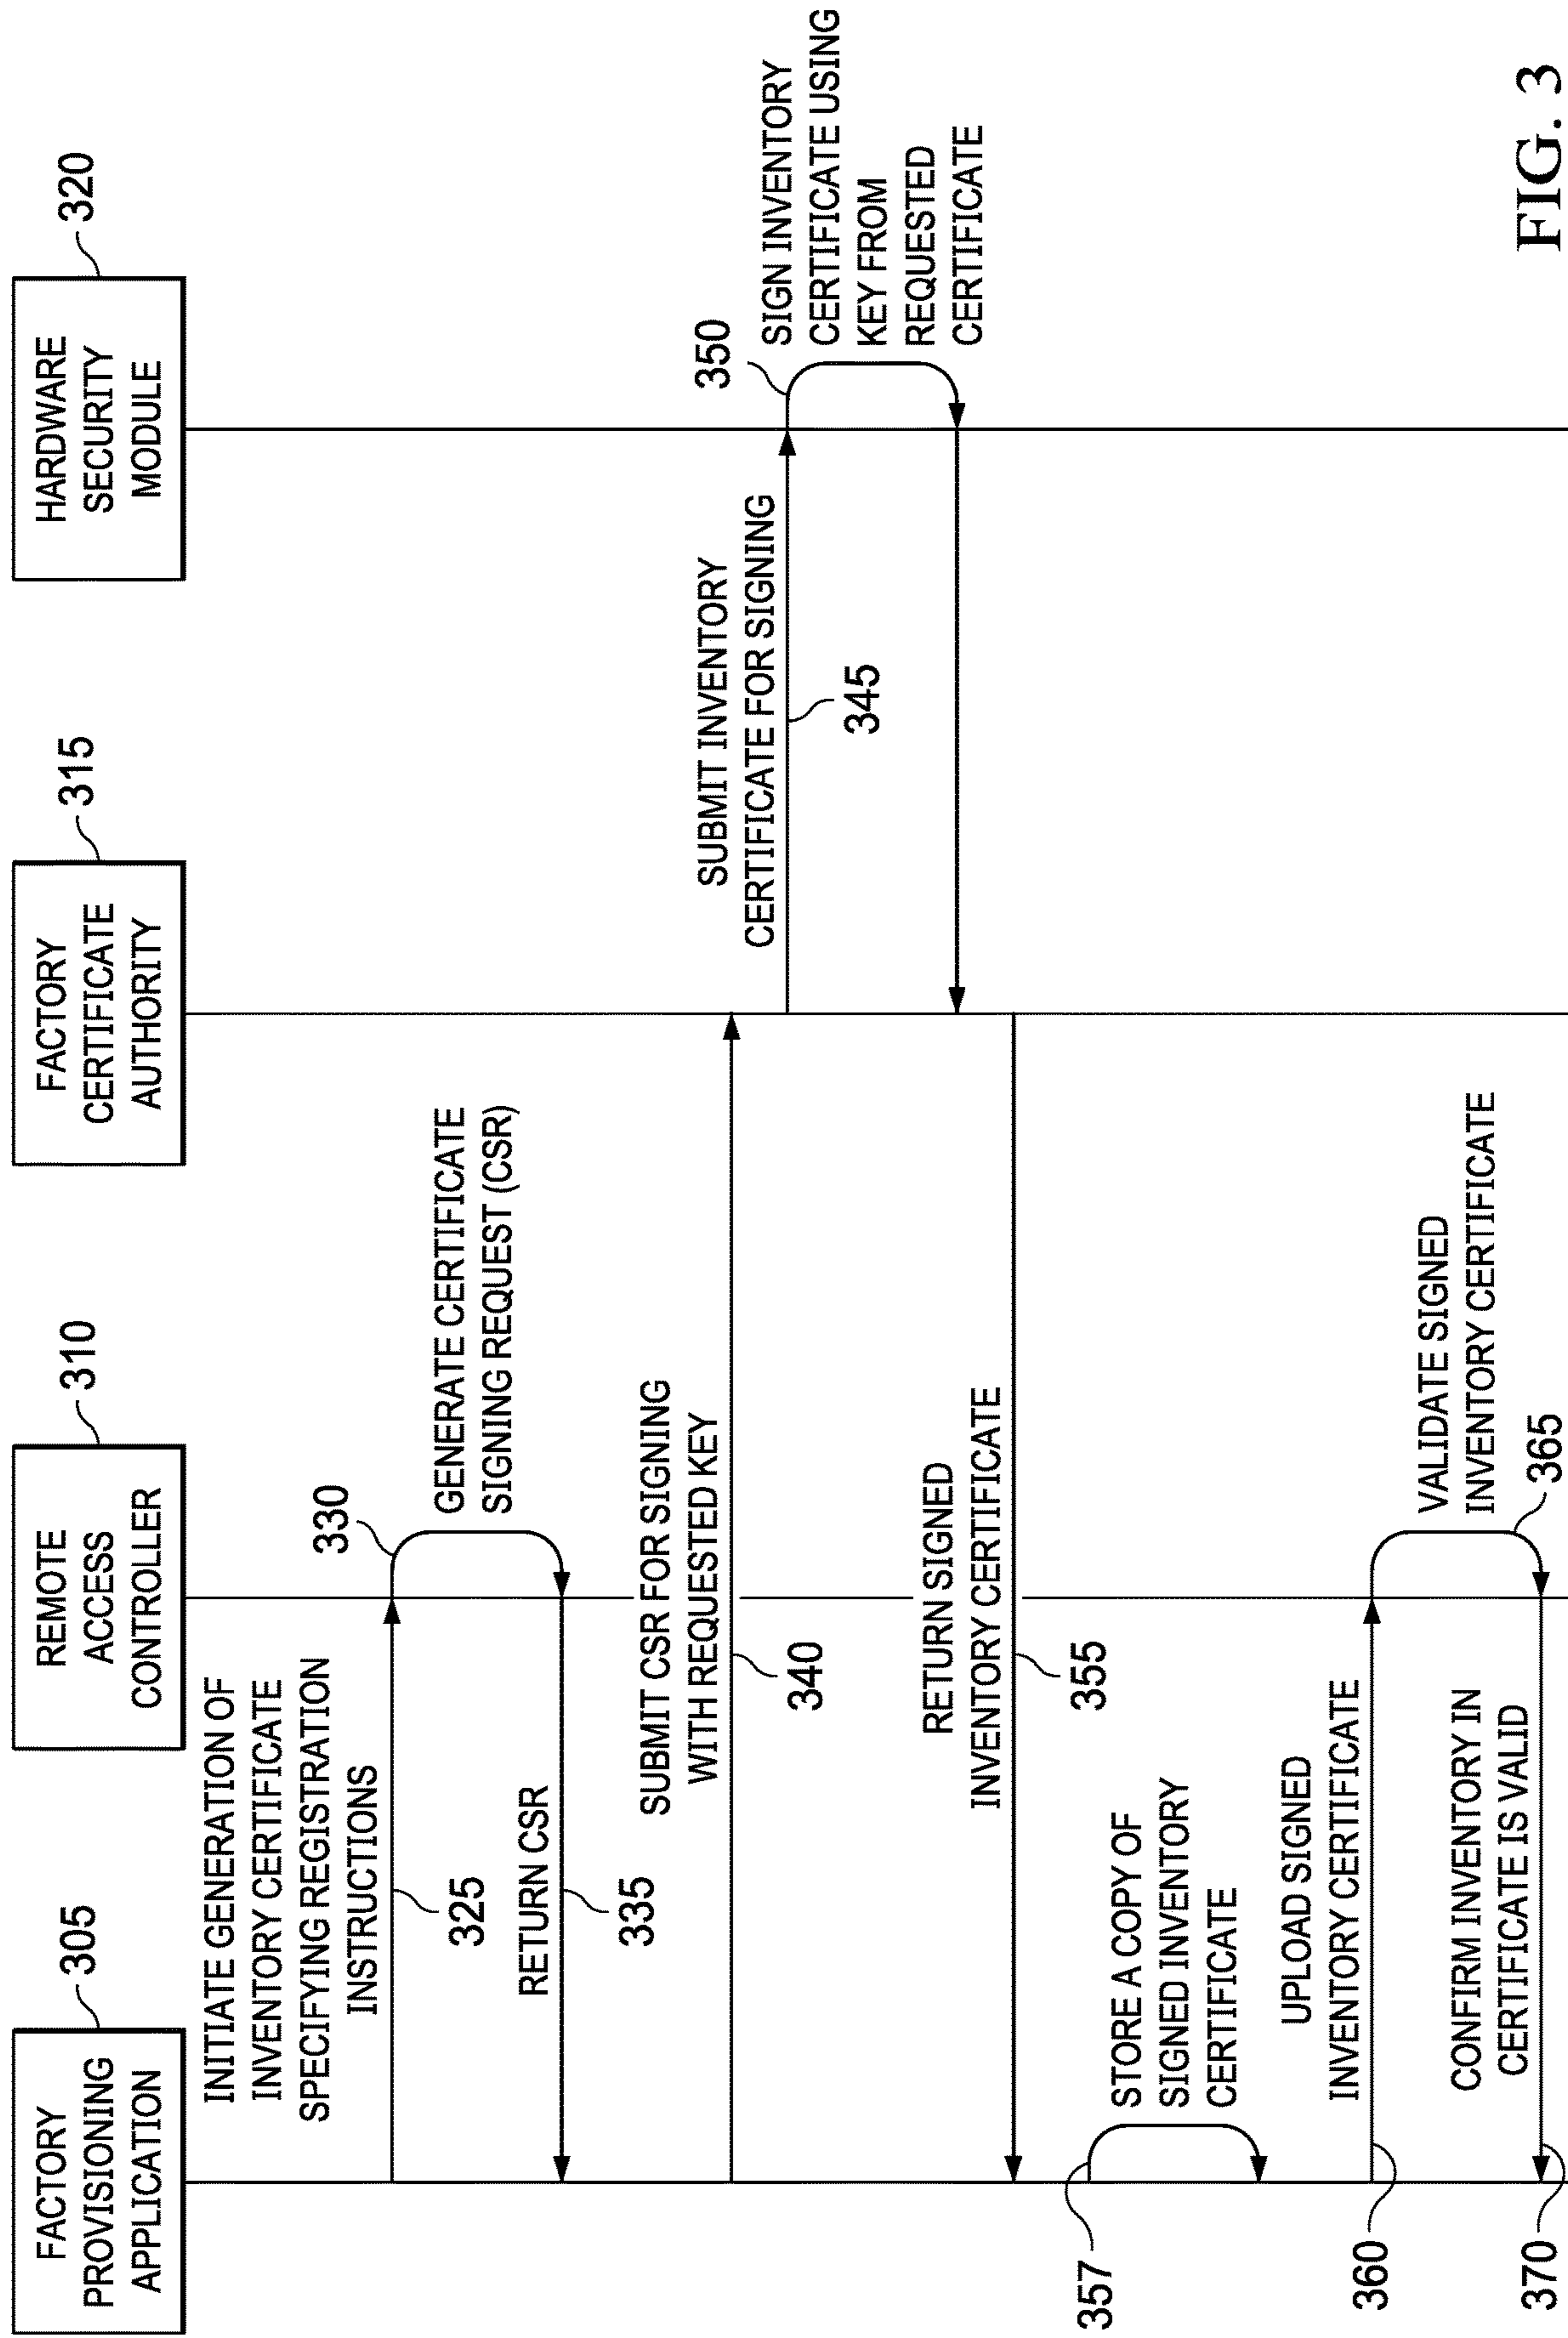 FACTORY
PROVISIONING
APPLICATION
305
REMOTE
ACCESS
CONTROLLER
310
FACTORY
CERTIFICATE
AUTHORITY
315
HARDWARE
SECURITY
MODULE
320
INITIATE GENERATION OF
INVENTORY CERTIFICATE
SPECIFYING REGISTRATION
INSTRUCTIONS
325
330
GENERATE CERTIFICATE
SIGNING REQUEST (CSR)
RETURN CSR
335
SUBMIT CSR FOR SIGNING
WITH REQUESTED KEY
340
SUBMIT INVENTORY
CERTIFICATE FOR SIGNING
345
350
SIGN INVENTORY
CERTIFICATE USING
KEY FROM
REQUESTED
CERTIFICATE
RETURN SIGNED
INVENTORY CERTIFICATE
355
357
STORE A COPY OF
SIGNED INVENTORY
CERTIFICATE
UPLOAD SIGNED
INVENTORY CERTIFICATE
360
VALIDATE SIGNED
INVENTORY CERTIFICATE
365
CONFIRM INVENTORY IN
CERTIFICATE IS VALID
370
FIG. 3